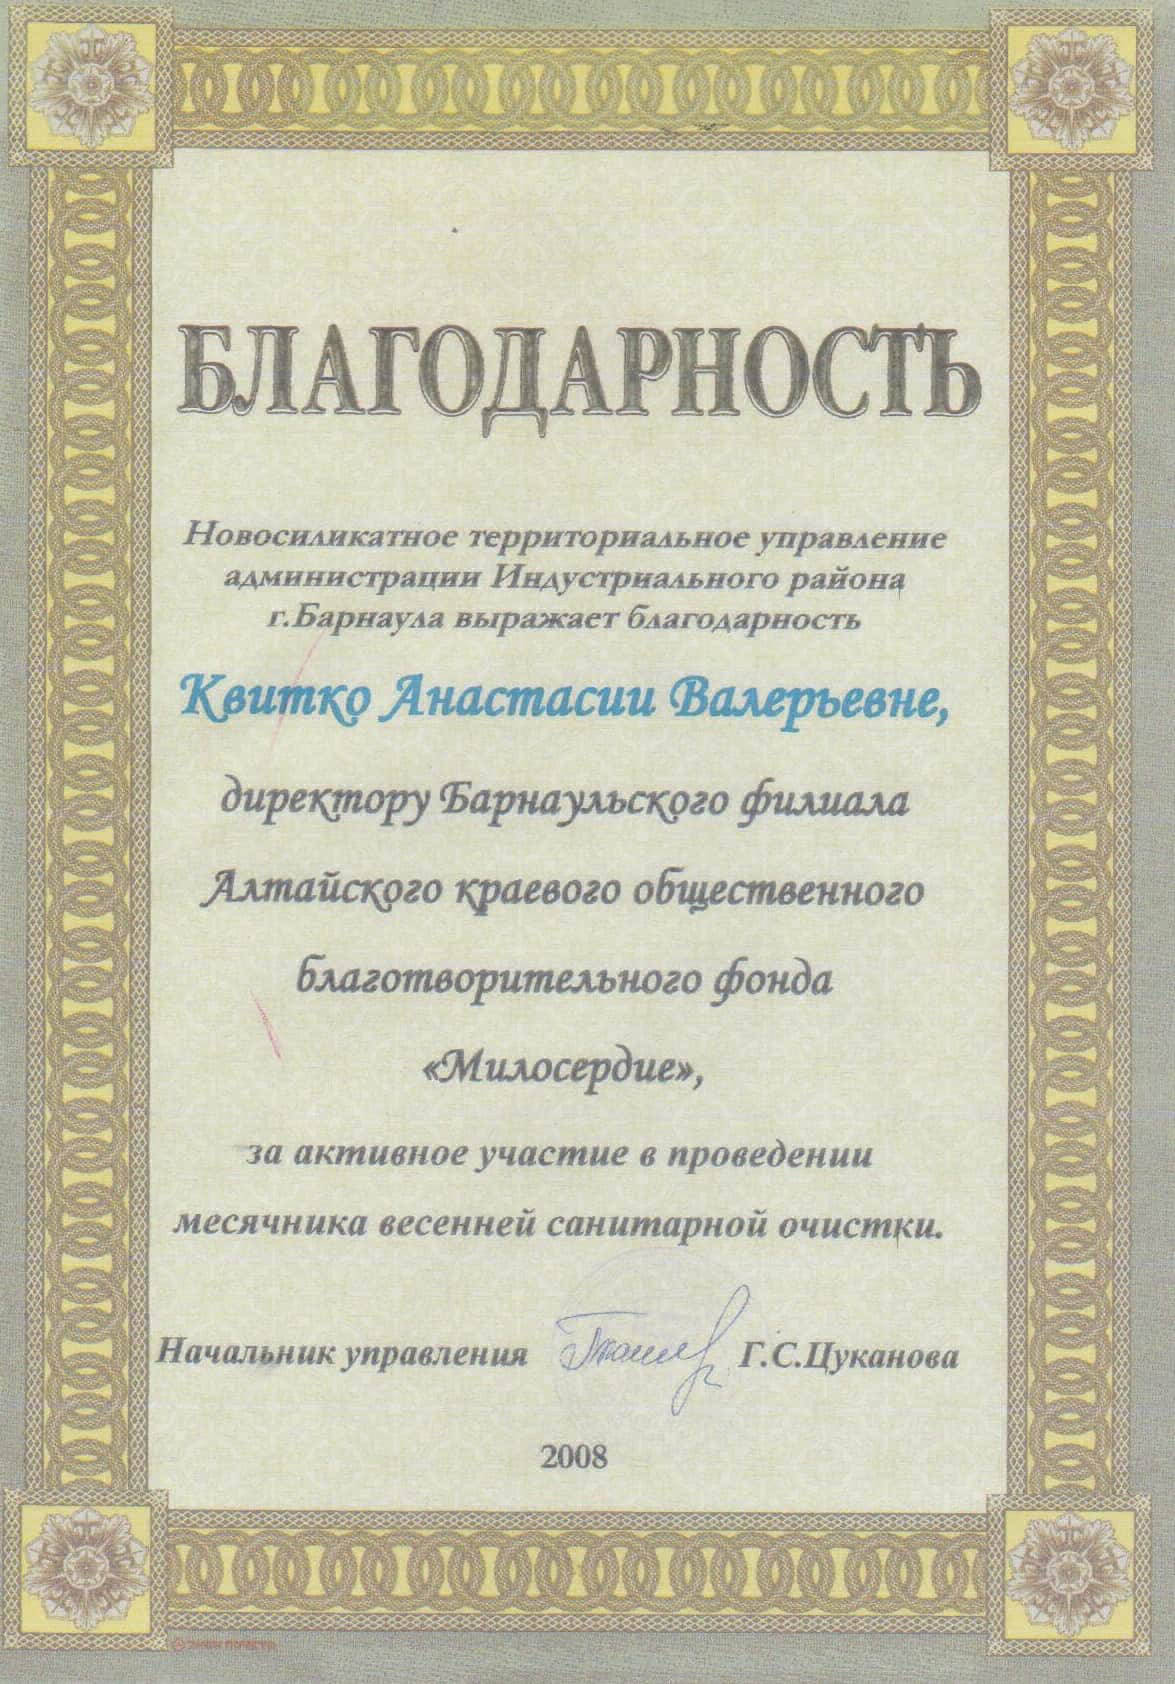 БЛАГОДАРНОСТЬ
Новосиликатное территориальное управление
администрации Индустриального района
г.Барнаула выражает благодарность
Квитко Анастасии Валерьевне,
директору Барнаульского филиала
Алтайского краевого общественного
благотворительного фонда
«Милосердие»,
за активное участие в проведении
месячника весенней санитарной очистки.
Начальник управления Г.С.Цуканова
2008